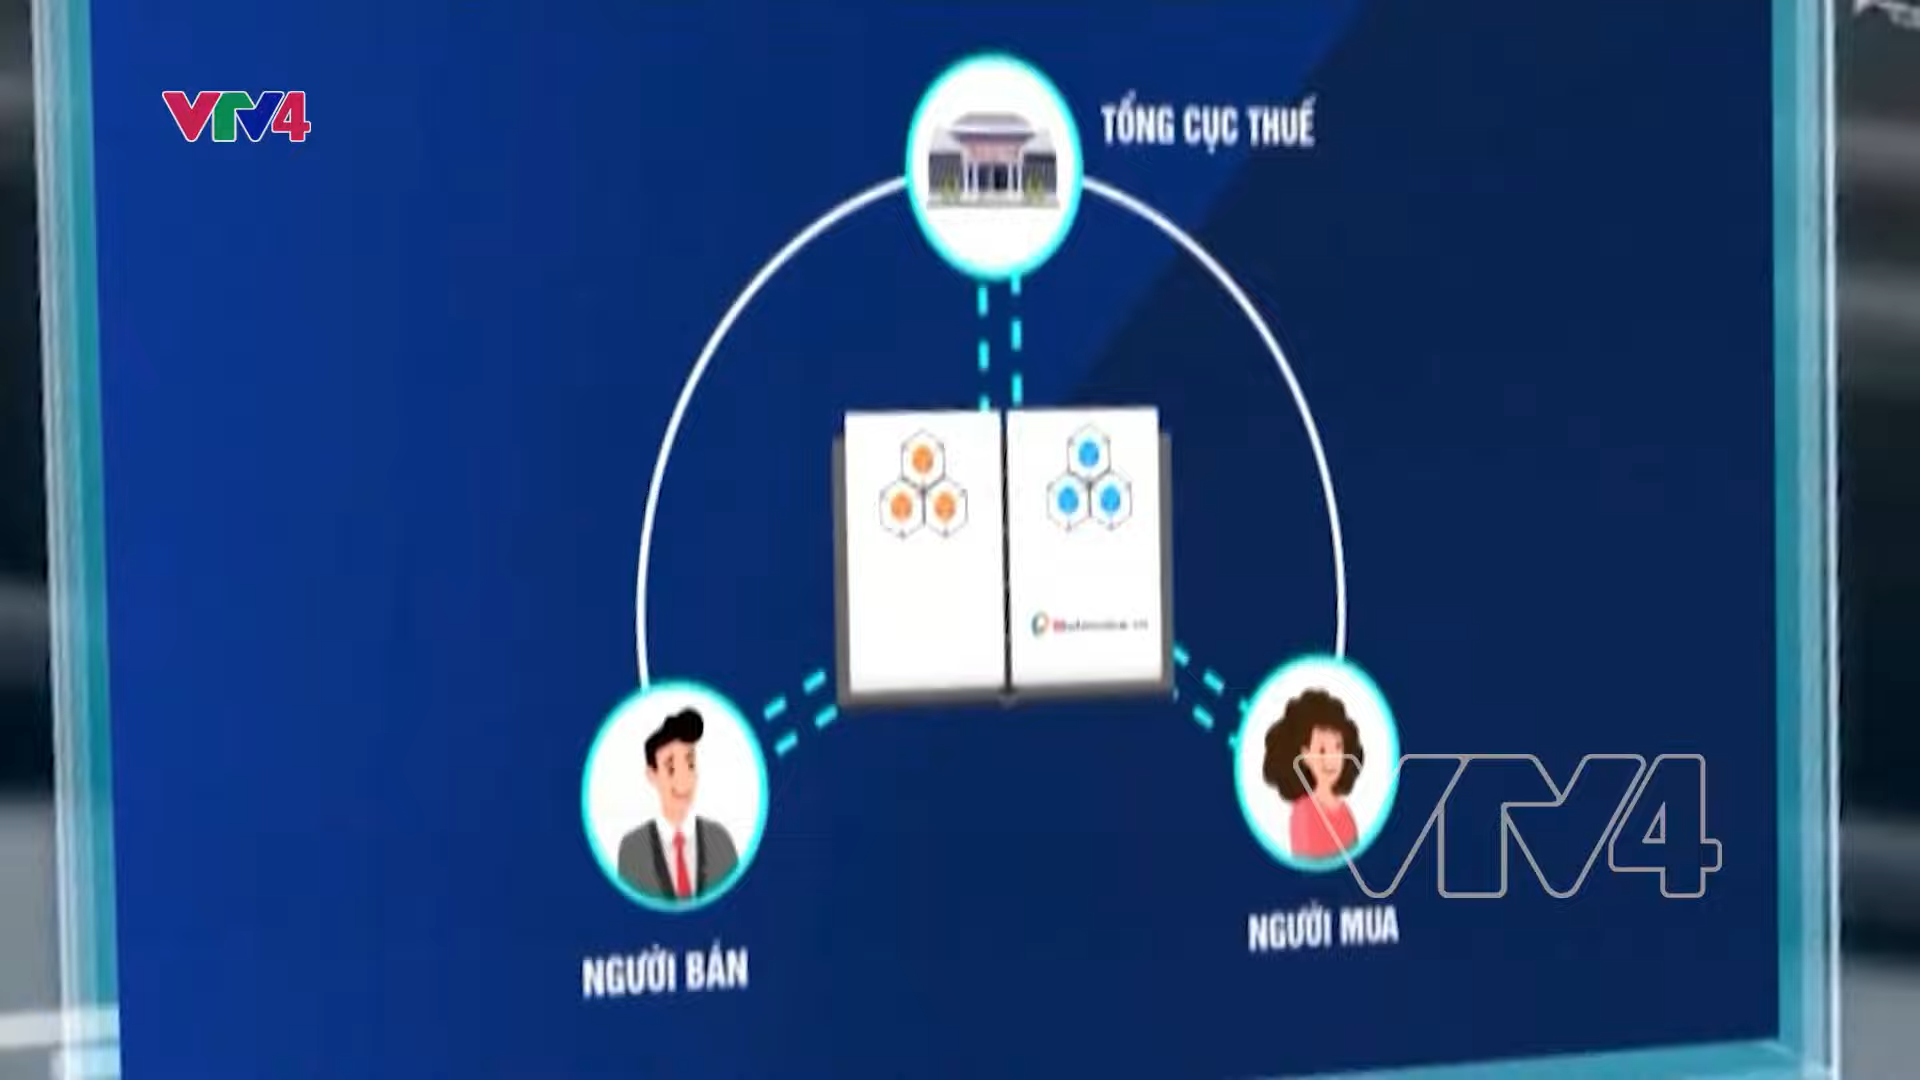 VTV4
TỔNG CỤC THUẾ
VTV4
NGƯỜI MUA
NGƯỜI BÁN